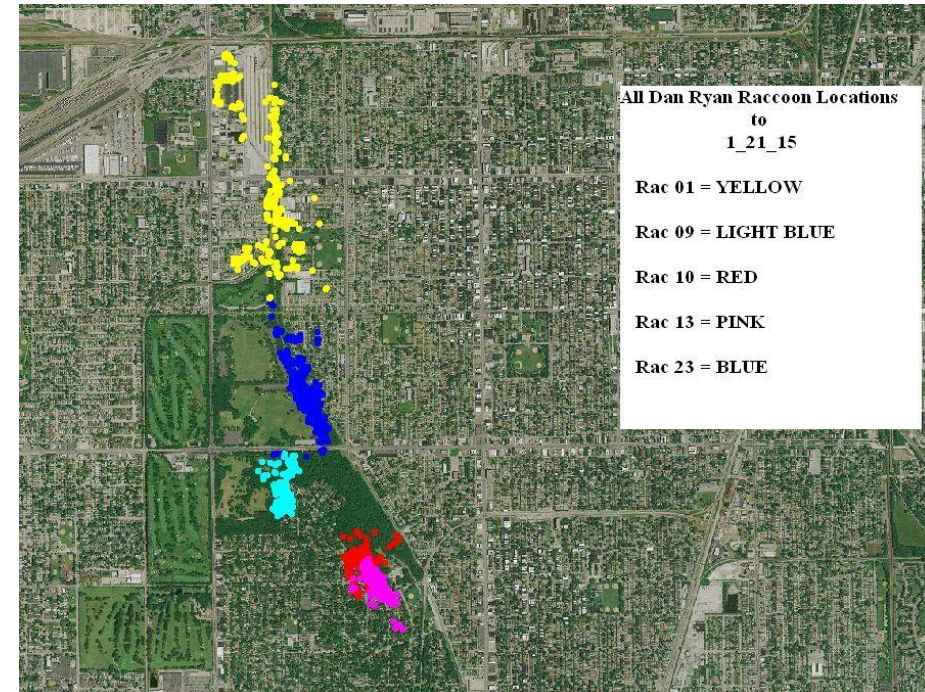 All Dan Ryan Raccoon Locations
to
1_21_15
Rac 01 = YELLOW
Rac 09 = LIGHT BLUE
Rac 10 = RED
Rac 13 = PINK
Rac 23 = BLUE